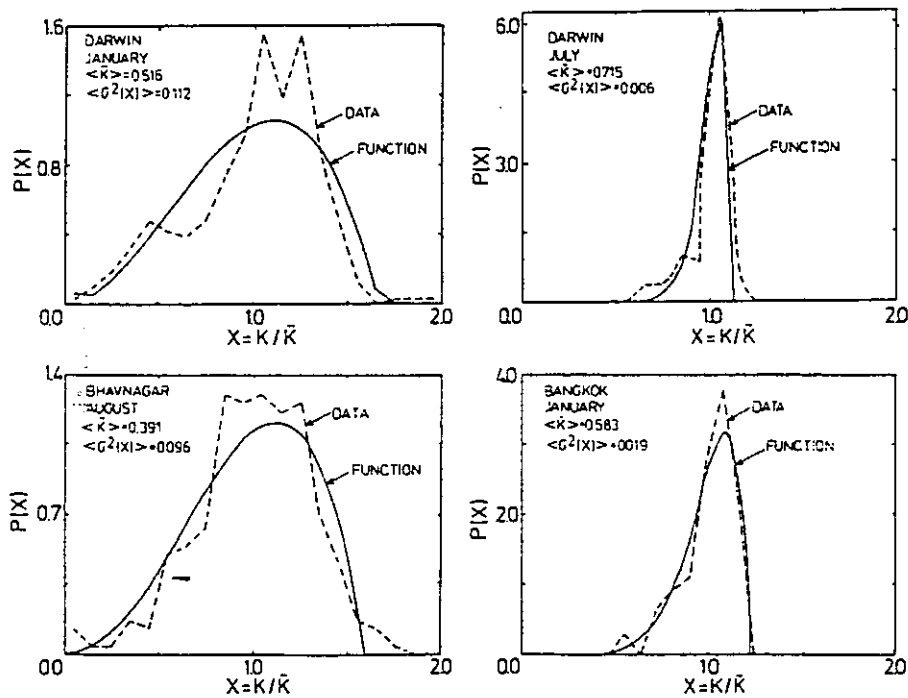 1.6
DARWIN
JANUARY
<K̄>=0.516
<σ²(X)>=0.112
DATA
FUNCTION
0.8
P(X)
0.0
1.0
2.0
X=K/K̄
6.0
DARWIN
JULY
<K̄>=0.715
<σ²(X)>=0.006
DATA
FUNCTION
3.0
P(X)
0.0
1.0
2.0
X=K/K̄
1.4
BHAVNAGAR
AUGUST
<K̄>=0.391
<σ²(X)>=0.096
DATA
FUNCTION
0.7
P(X)
0.0
1.0
2.0
X=K/K̄
4.0
BANGKOK
JANUARY
<K̄>=0.583
<σ²(X)>=0.019
DATA
FUNCTION
2.0
P(X)
0.0
1.0
2.0
X=K/K̄